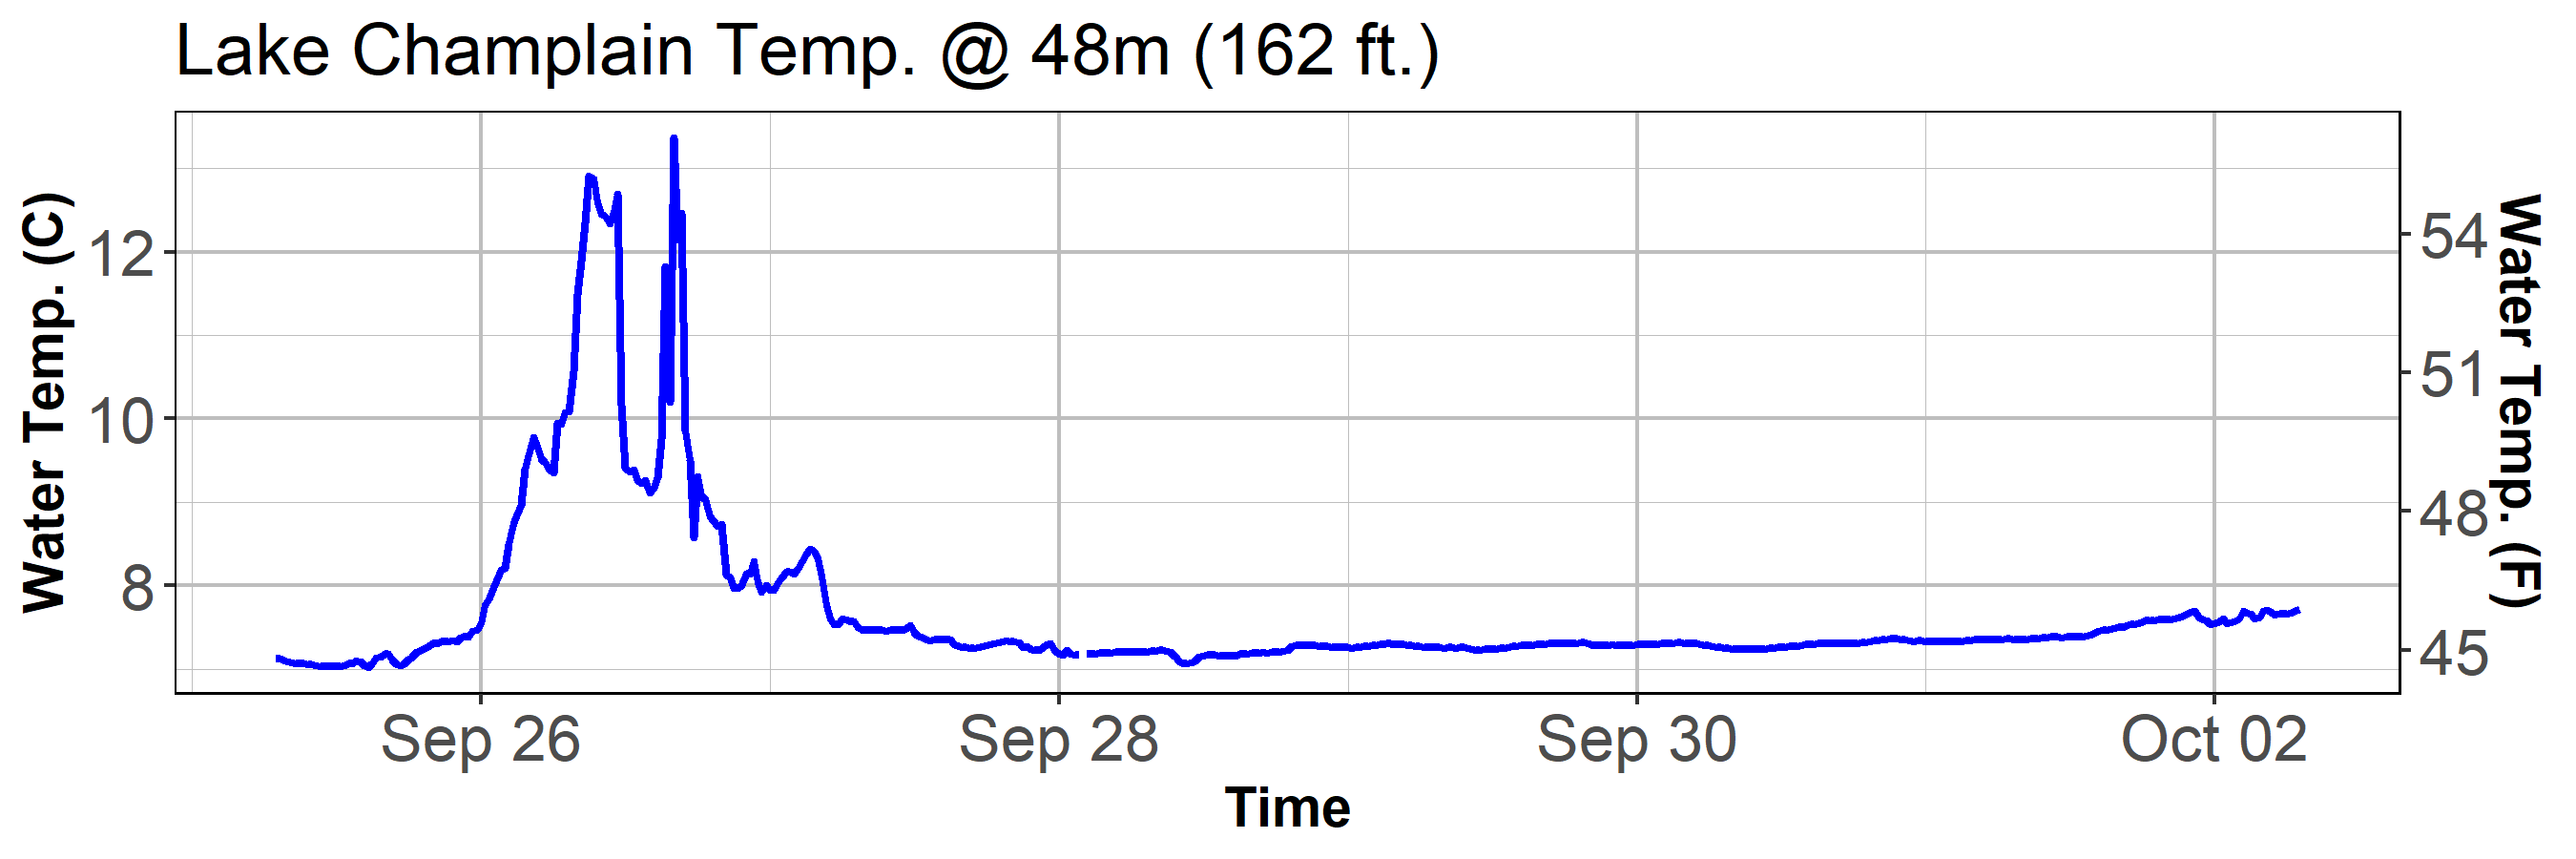 Lake Champlain Temp. @ 48m (162 ft.)
Water Temp. (C)
12
10
8
54
51
48
45
Water Temp. (F)
Sep 26
Sep 28
Sep 30
Oct 02
Time